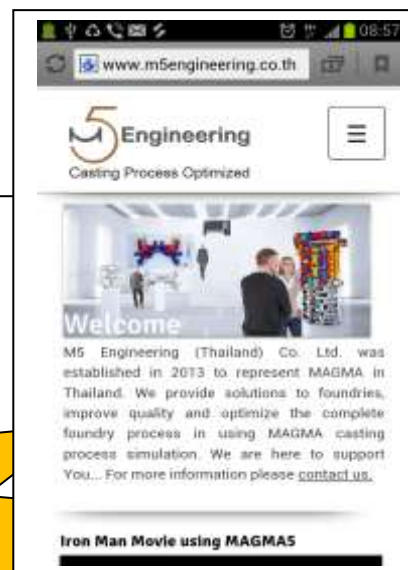 08:57
www.m5engineering.co.th
M5 Engineering
Casting Process Optimized
Welcome
M5 Engineering (Thailand) Co. Ltd. was
established in 2013 to represent MAGMA in
Thailand. We provide solutions to foundries,
improve quality and optimize the complete
foundry process in using MAGMA casting
process simulation. We are here to support
You... For more information please contact us.
Iron Man Movie using MAGMA5